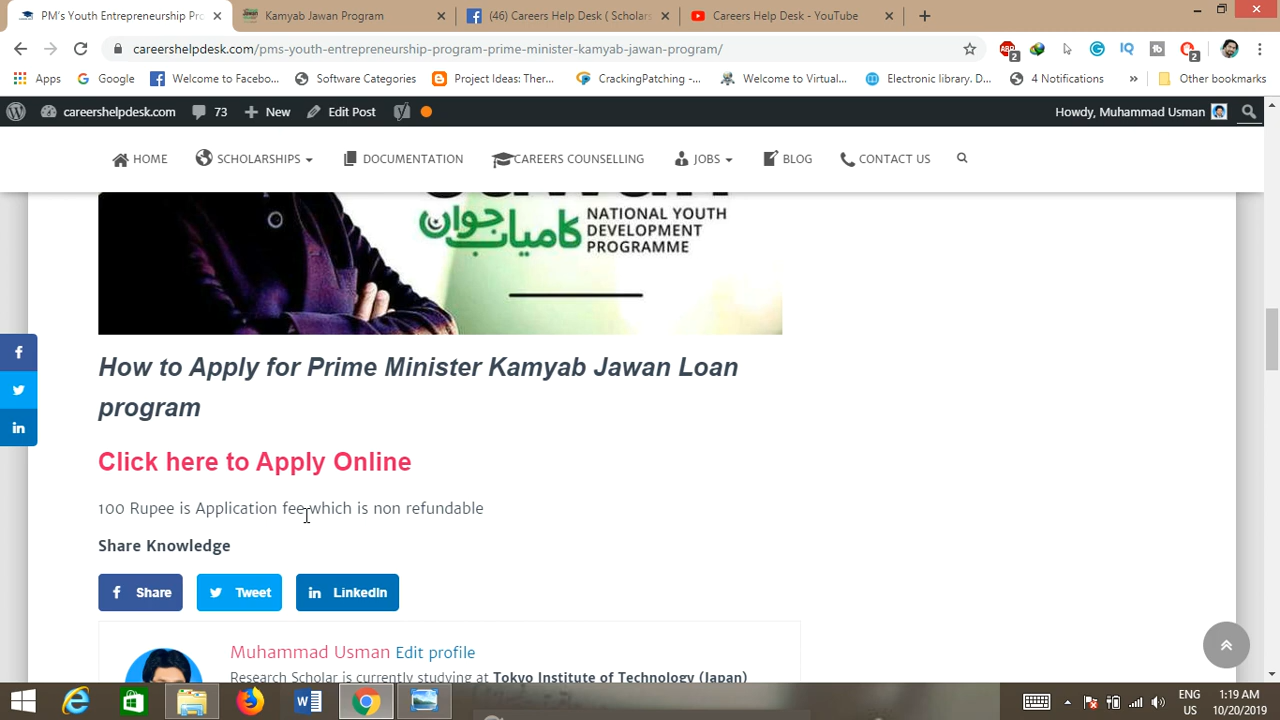 PM's Youth Entrepreneurship Pro
Kamyab Jawan Program
(46) Careers Help Desk ( Scholars
Careers Help Desk - YouTube
careershelpdesk.com/pms-youth-entrepreneurship-program-prime-minister-kamyab-jawan-program/
ABP
2
IQ
2
Apps
Google
Welcome to Facebo...
Software Categories
Project Ideas: Ther...
CrackingPatching -...
Welcome to Virtual...
Electronic library. D...
4 Notifications
»
Other bookmarks
careershelpdesk.com
73
New
Edit Post
Howdy, Muhammad Usman
HOME
SCHOLARSHIPS
DOCUMENTATION
CAREERS COUNSELLING
JOBS
BLOG
CONTACT US
کامیاب جوان
NATIONAL YOUTH
DEVELOPMENT
PROGRAMME
How to Apply for Prime Minister Kamyab Jawan Loan
program
Click here to Apply Online
100 Rupee is Application fee which is non refundable
Share Knowledge
Share
Tweet
LinkedIn
Muhammad Usman Edit profile
Research Scholar is currently studying at Tokyo Institute of Technology (Japan)
ENG
US
1:19 AM
10/20/2019